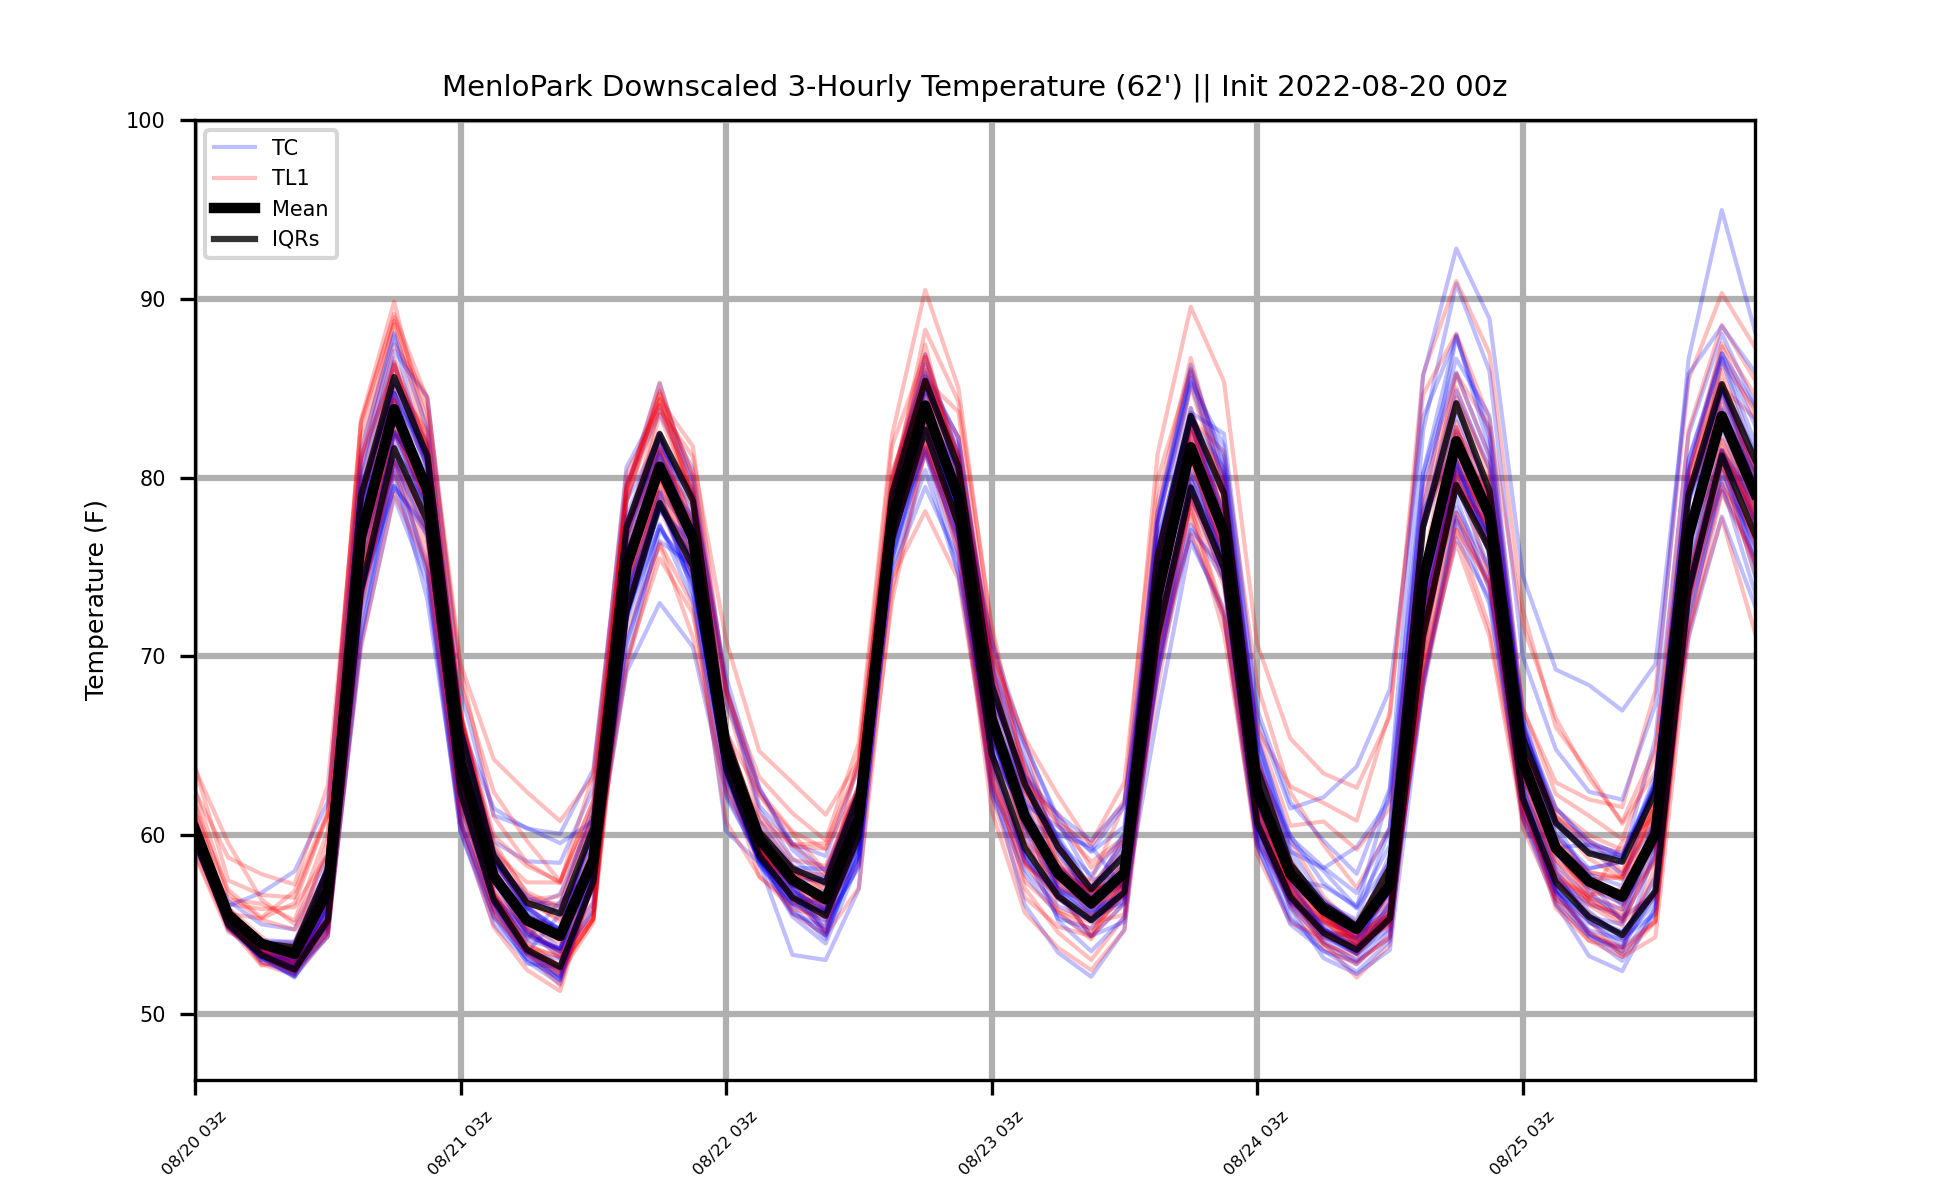 MenloPark Downscaled 3-Hourly Temperature (62') || Init 2022-08-20 00z
TC
TL1
Mean
IQRs
Temperature (F)
100
90
80
70
60
50
08/20 03z
08/21 03z
08/22 03z
08/23 03z
08/24 03z
08/25 03z